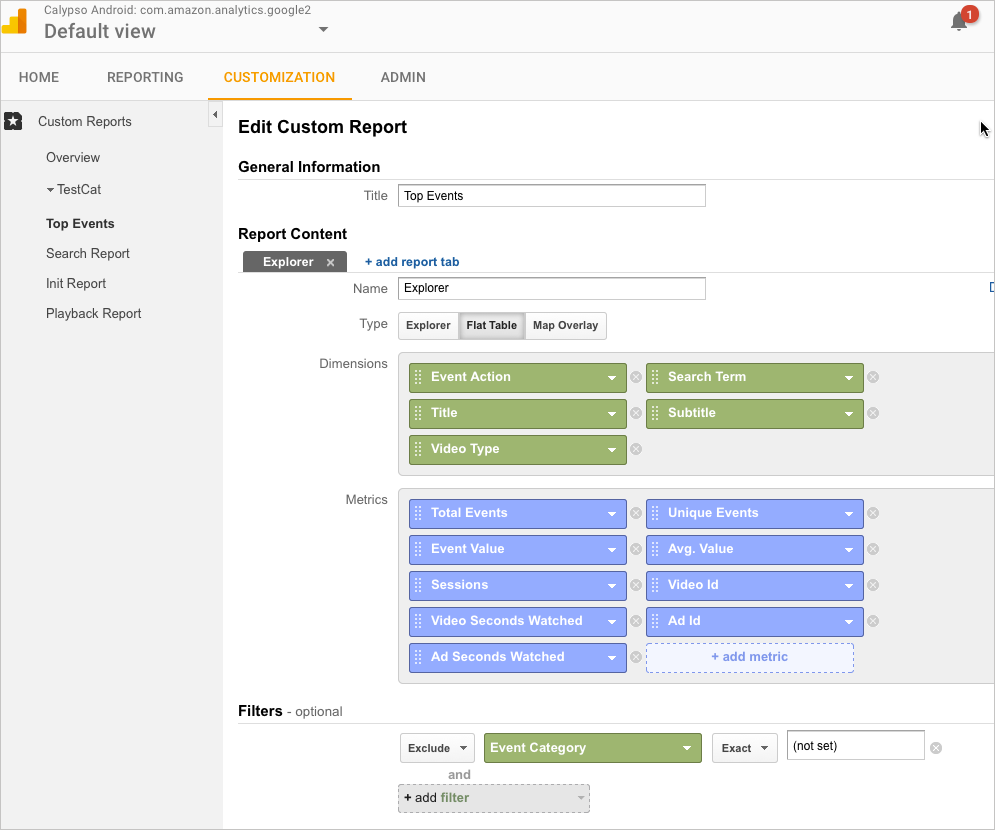 Calypso Android: com.amazon.analytics.google2
Default view
1
HOME REPORTING CUSTOMIZATION ADMIN
Custom Reports
Overview
TestCat
Top Events
Search Report
Init Report
Playback Report
Edit Custom Report
General Information
Title Top Events
Report Content
Explorer + add report tab
Name Explorer
Type Explorer Flat Table Map Overlay
Dimensions Event Action Search Term
Title Subtitle
Video Type
Metrics Total Events Unique Events
Event Value Avg. Value
Sessions Video Id
Video Seconds Watched Ad Id
Ad Seconds Watched + add metric
Filters - optional
Exclude Event Category Exact (not set)
and
+ add filter